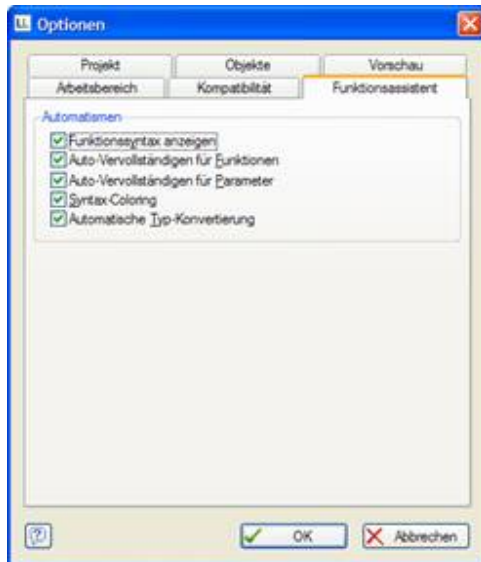 LL Optionen
Projekt Objekte Vorschau
Arbeitsbereich Kompatibilität Funktionsassistent
Automatismen
Funktionssyntax anzeigen
Auto-Vervollständigen für Funktionen
Auto-Vervollständigen für Parameter
Syntax-Coloring
Automatische Typ-Konvertierung
? OK Abbrechen